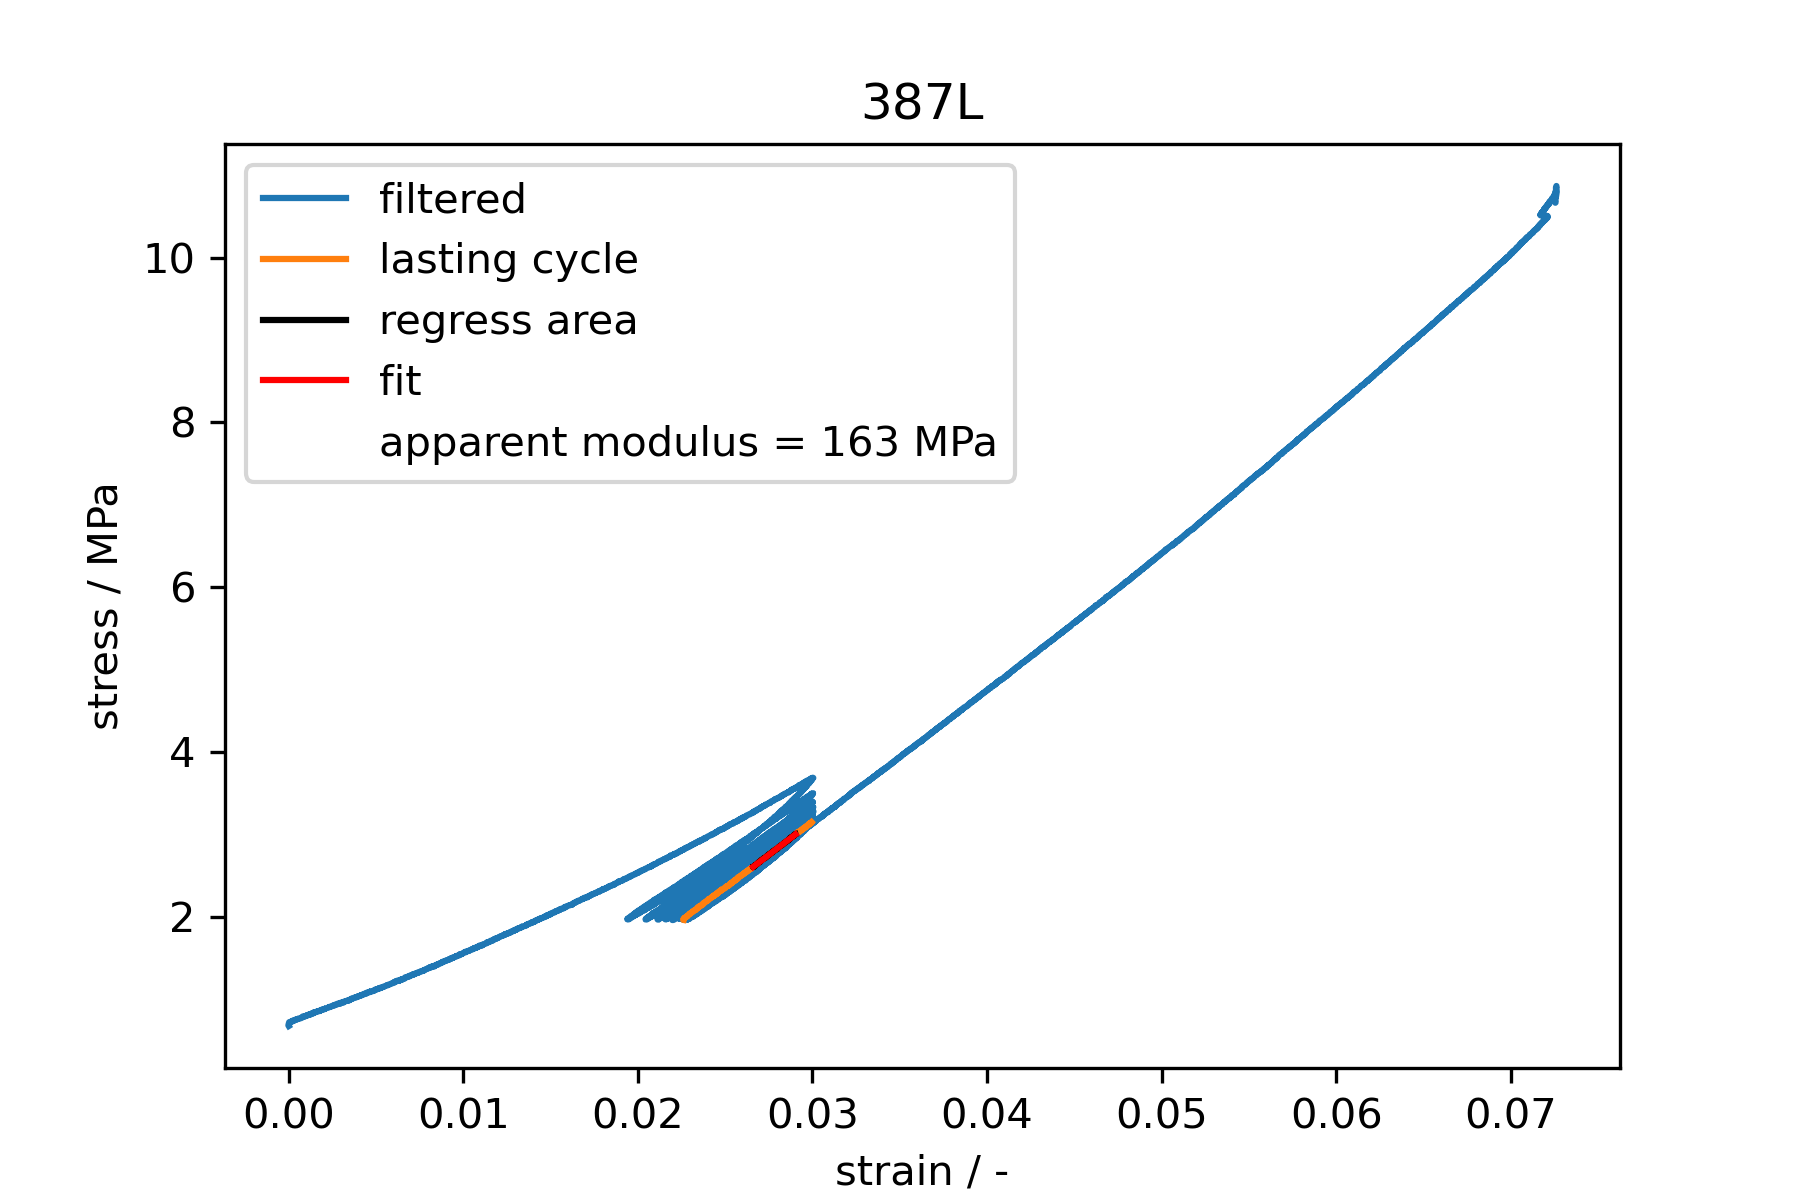 387L
filtered
lasting cycle
regress area
fit
apparent modulus = 163 MPa
10
8
6
4
2
stress / MPa
0.00 0.01 0.02 0.03 0.04 0.05 0.06 0.07
strain / -